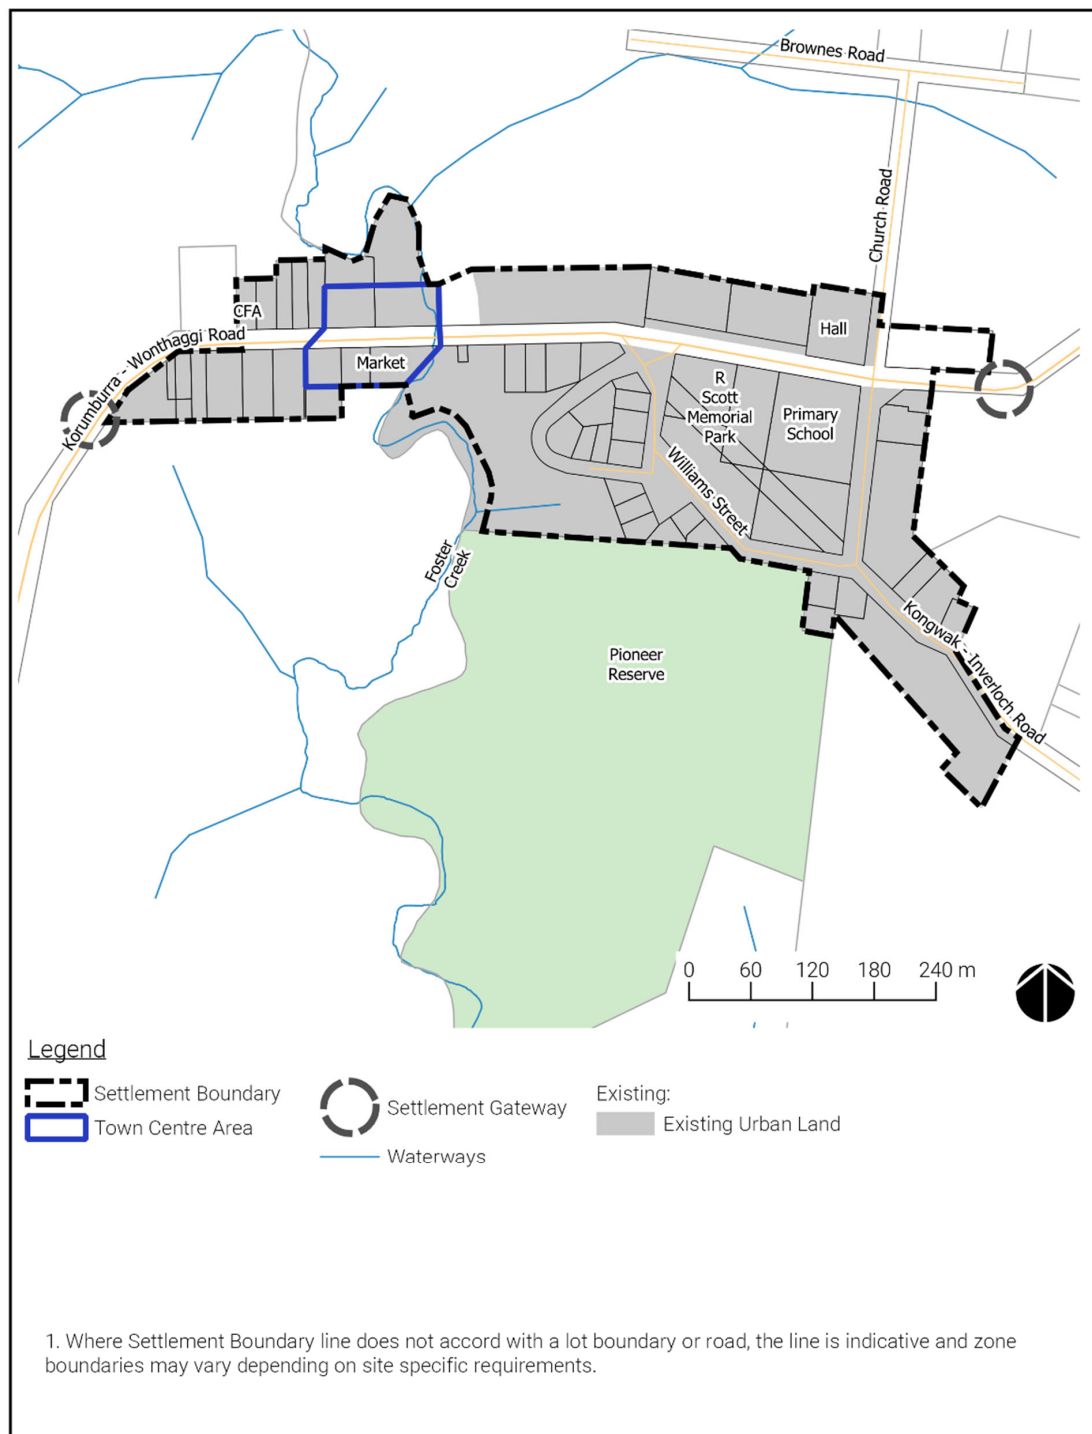 Brownes Road
Church Road
CFA
Hall
Korumburra - Wonthaggi Road
Market
R
Scott
Memorial
Park
Primary
School
Williams Street
Foster
Creek
Kongwak - Inverloch Road
Pioneer
Reserve
0 60 120 180 240 m
Legend
Settlement Boundary
Town Centre Area
Settlement Gateway
Waterways
Existing:
Existing Urban Land
1. Where Settlement Boundary line does not accord with a lot boundary or road, the line is indicative and zone
boundaries may vary depending on site specific requirements.